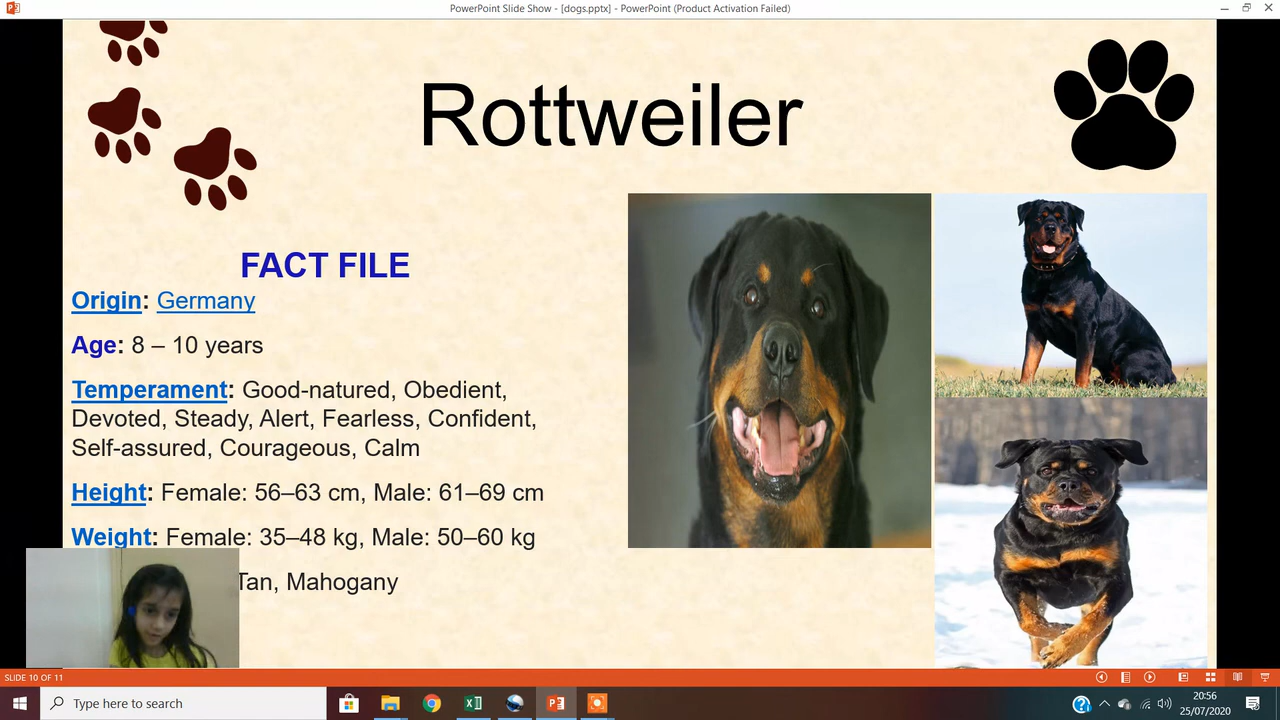 PowerPoint Slide Show - [dogs.pptx] - PowerPoint (Product Activation Failed)
Rottweiler
FACT FILE
Origin: Germany
Age: 8 – 10 years
Temperament: Good-natured, Obedient,
Devoted, Steady, Alert, Fearless, Confident,
Self-assured, Courageous, Calm
Height: Female: 56–63 cm, Male: 61–69 cm
Weight: Female: 35–48 kg, Male: 50–60 kg
Tan, Mahogany
SLIDE 10 OF 11
Type here to search
20:56
25/07/2020